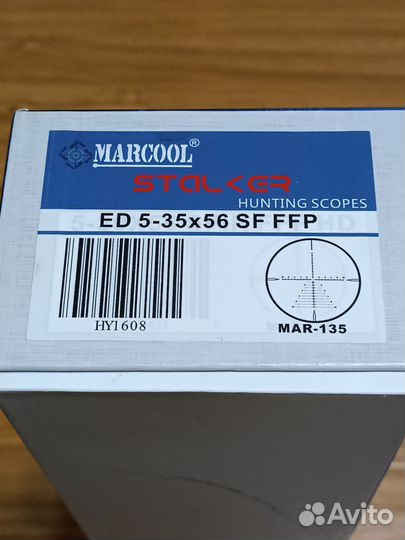 MARCOOL®
STALKER
HUNTING SCOPES
ED 5-35x56 SF FFP
HY1608
MAR-135
Avito